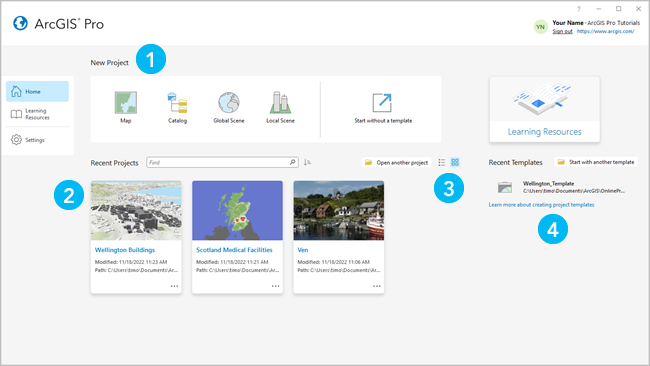 ArcGIS® Pro
?
YN
Your Name - ArcGIS Pro Tutorials
Sign out https://www.arcgis.com/
New Project
1
Home
Learning
Resources
Settings
Map
Catalog
Global Scene
Local Scene
Start without a template
Learning Resources
Recent Projects
Find
Open another project
Recent Templates
Start with another template
2
3
Wellington_Template
C:\Users\timo\Documents\ArcGIS\OnlinePr...
Learn more about creating project templates
4
Wellington Buildings
Modified: 11/18/2022 11:23 AM
Path: C:\Users\timo\Documents\Ar...
...
Scotland Medical Facilities
Modified: 11/18/2022 11:21 AM
Path: C:\Users\timo\Documents\Ar...
...
Ven
Modified: 11/18/2022 11:06 AM
Path: C:\Users\timo\Documents\Ar...
...